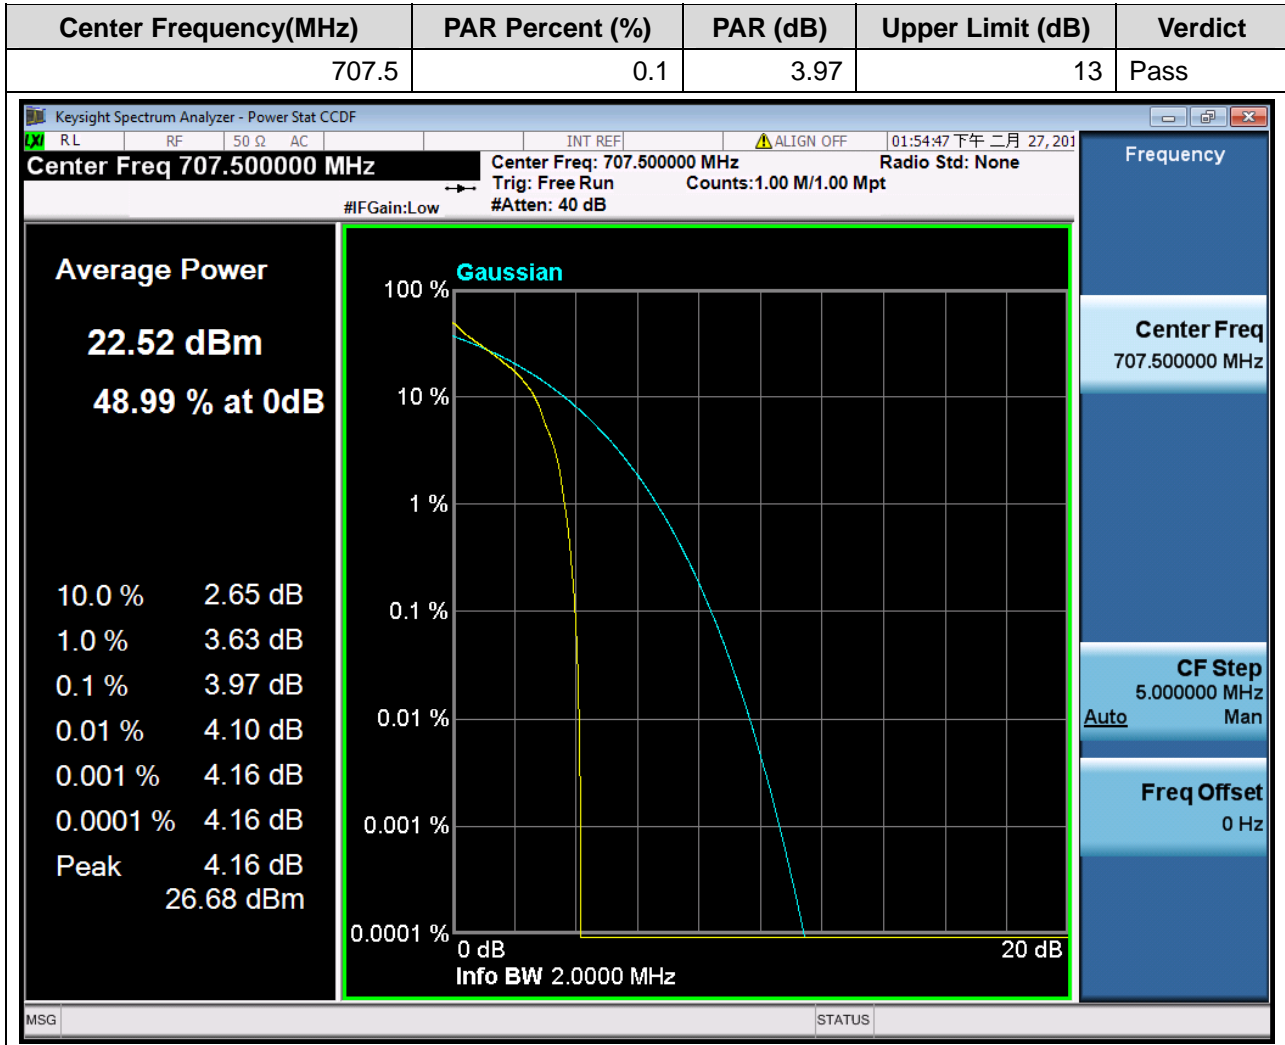 Center Frequency(MHz) PAR Percent (%) PAR (dB) Upper Limit (dB) Verdict
707.5 0.1 3.97 13 Pass
Keysight Spectrum Analyzer - Power Stat CCDF
LXI RL RF 50 Ω AC INT REF ALIGN OFF 01:54:47 下午 二月 27, 201
Center Freq 707.500000 MHz
Center Freq: 707.500000 MHz Radio Std: None
Trig: Free Run Counts:1.00 M/1.00 Mpt
#IFGain:Low #Atten: 40 dB
Average Power
22.52 dBm
48.99 % at 0dB
10.0 % 2.65 dB
1.0 % 3.63 dB
0.1 % 3.97 dB
0.01 % 4.10 dB
0.001 % 4.16 dB
0.0001 % 4.16 dB
Peak 4.16 dB
26.68 dBm
Gaussian
100 %
10 %
1 %
0.1 %
0.01 %
0.001 %
0.0001 %
0 dB 20 dB
Info BW 2.0000 MHz
Frequency
Center Freq
707.500000 MHz
CF Step
5.000000 MHz
Auto Man
Freq Offset
0 Hz
MSG STATUS